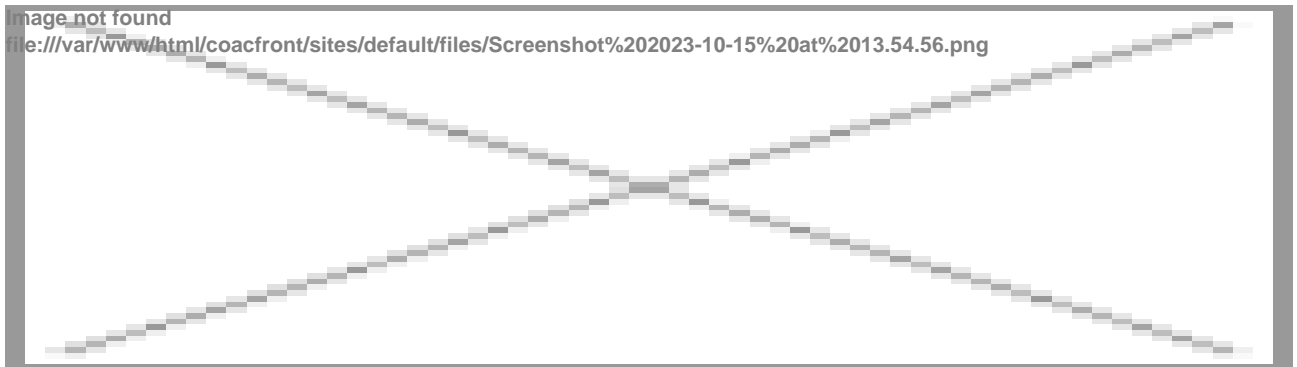 Image not found
file:///var/www/html/coacfront/sites/default/files/Screenshot%202023-10-15%20at%2013.54.56.png